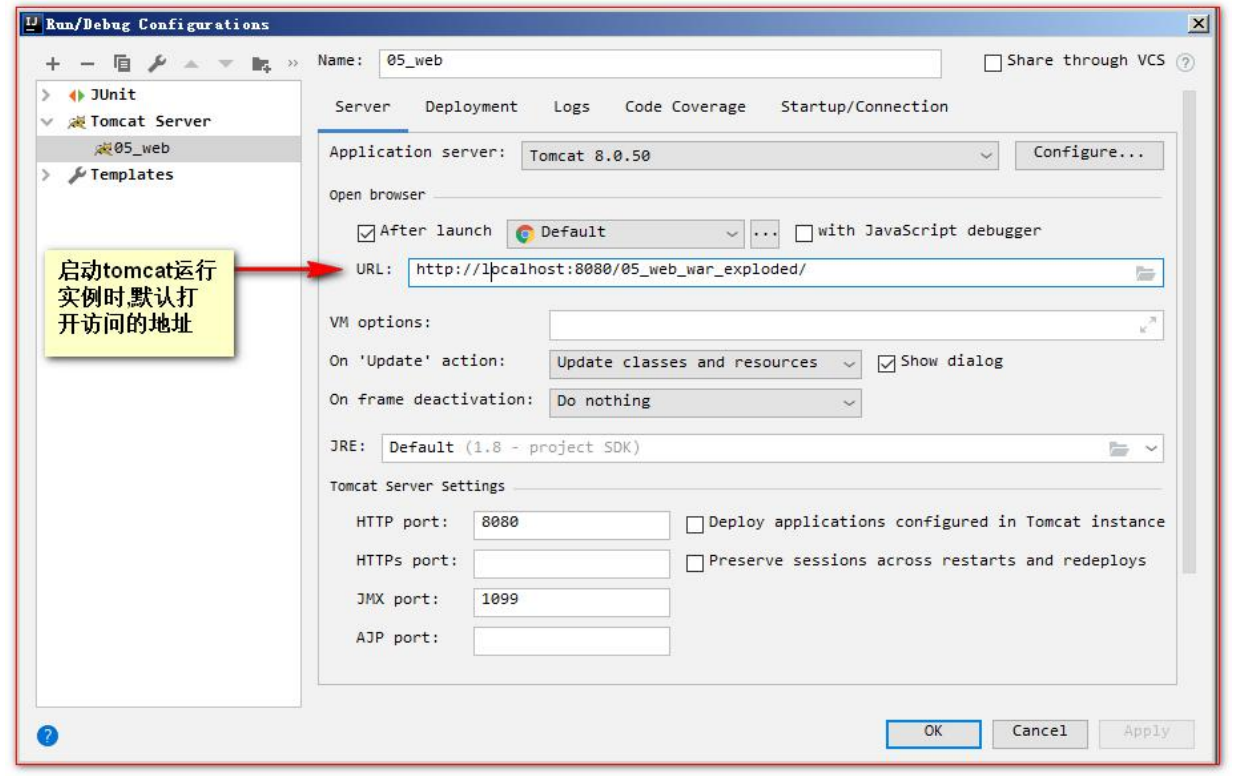 Run/Debug Configurations
Name: 05_web
Share through VCS
JUnit
Tomcat Server
05_web
Templates
Server Deployment Logs Code Coverage Startup/Connection
Application server: Tomcat 8.0.50 Configure...
Open browser
After launch Default ... with JavaScript debugger
URL: http://localhost:8080/05_web_war_exploded/
启动tomcat运行
实例时,默认打
开访问的地址
VM options:
On 'Update' action: Update classes and resources Show dialog
On frame deactivation: Do nothing
JRE: Default (1.8 - project SDK)
Tomcat Server Settings
HTTP port: 8080 Deploy applications configured in Tomcat instance
HTTPs port: Preserve sessions across restarts and redeploys
JMX port: 1099
AJP port:
OK Cancel Apply